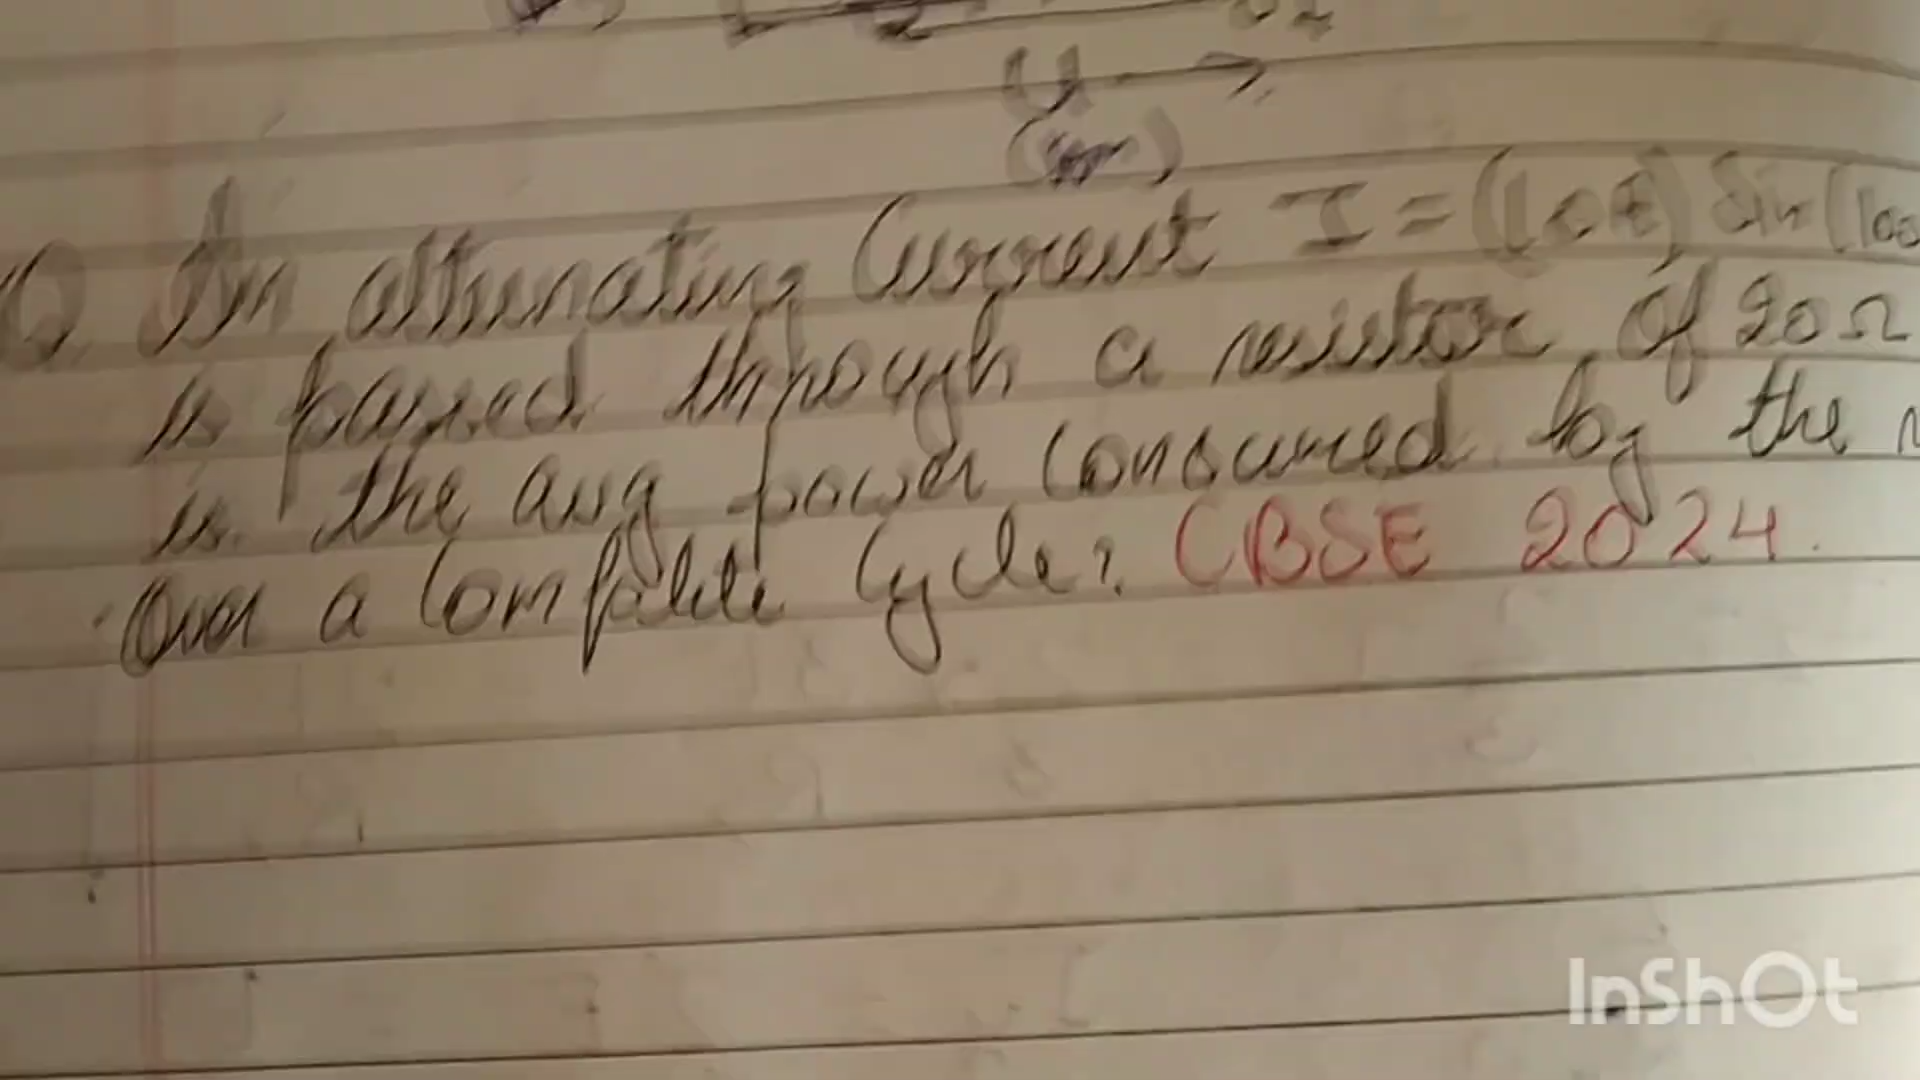 U →
Q An alternating Current I = (10A) Sin (100
is passed through a resistor of 20Ω
is the avg power consumed by the
Over a Complete Cycle? CBSE 2024.
InShOt